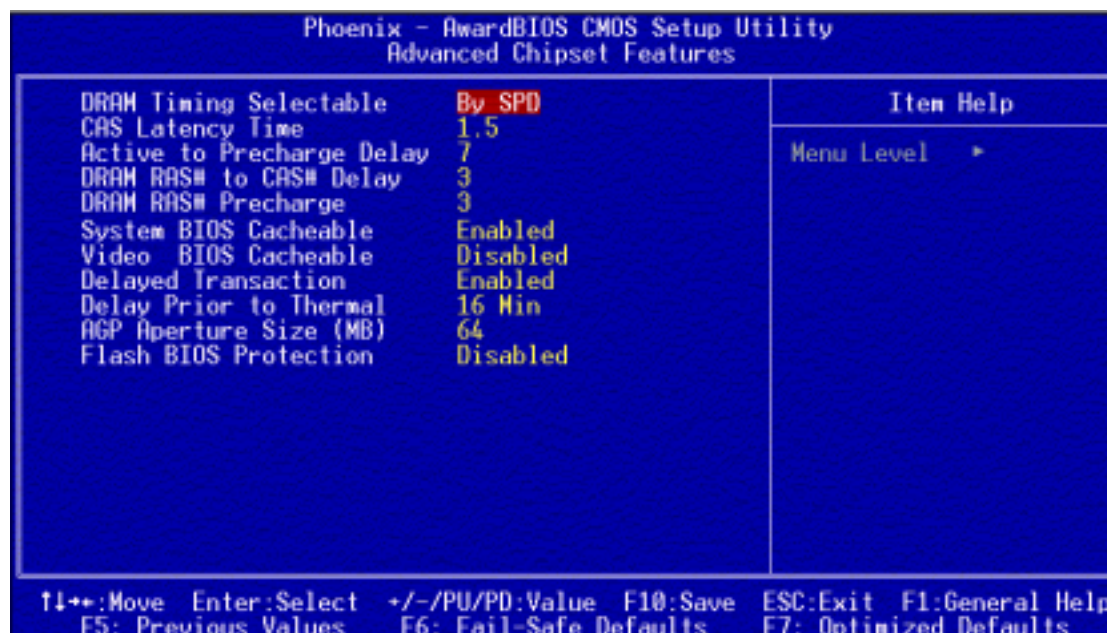 Phoenix - AwardBIOS CMOS Setup Utility
Advanced Chipset Features
DRAM Timing Selectable By SPD
CAS Latency Time 1.5
Active to Precharge Delay 7
DRAM RAS# to CAS# Delay 3
DRAM RAS# Precharge 3
System BIOS Cacheable Enabled
Video BIOS Cacheable Disabled
Delayed Transaction Enabled
Delay Prior to Thermal 16 Min
AGP Aperture Size (MB) 64
Flash BIOS Protection Disabled
Item Help
Menu Level ►
↑↓→←:Move Enter:Select +/-/PU/PD:Value F10:Save ESC:Exit F1:General Help
F5: Previous Values F6: Fail-Safe Defaults F7: Optimized Defaults